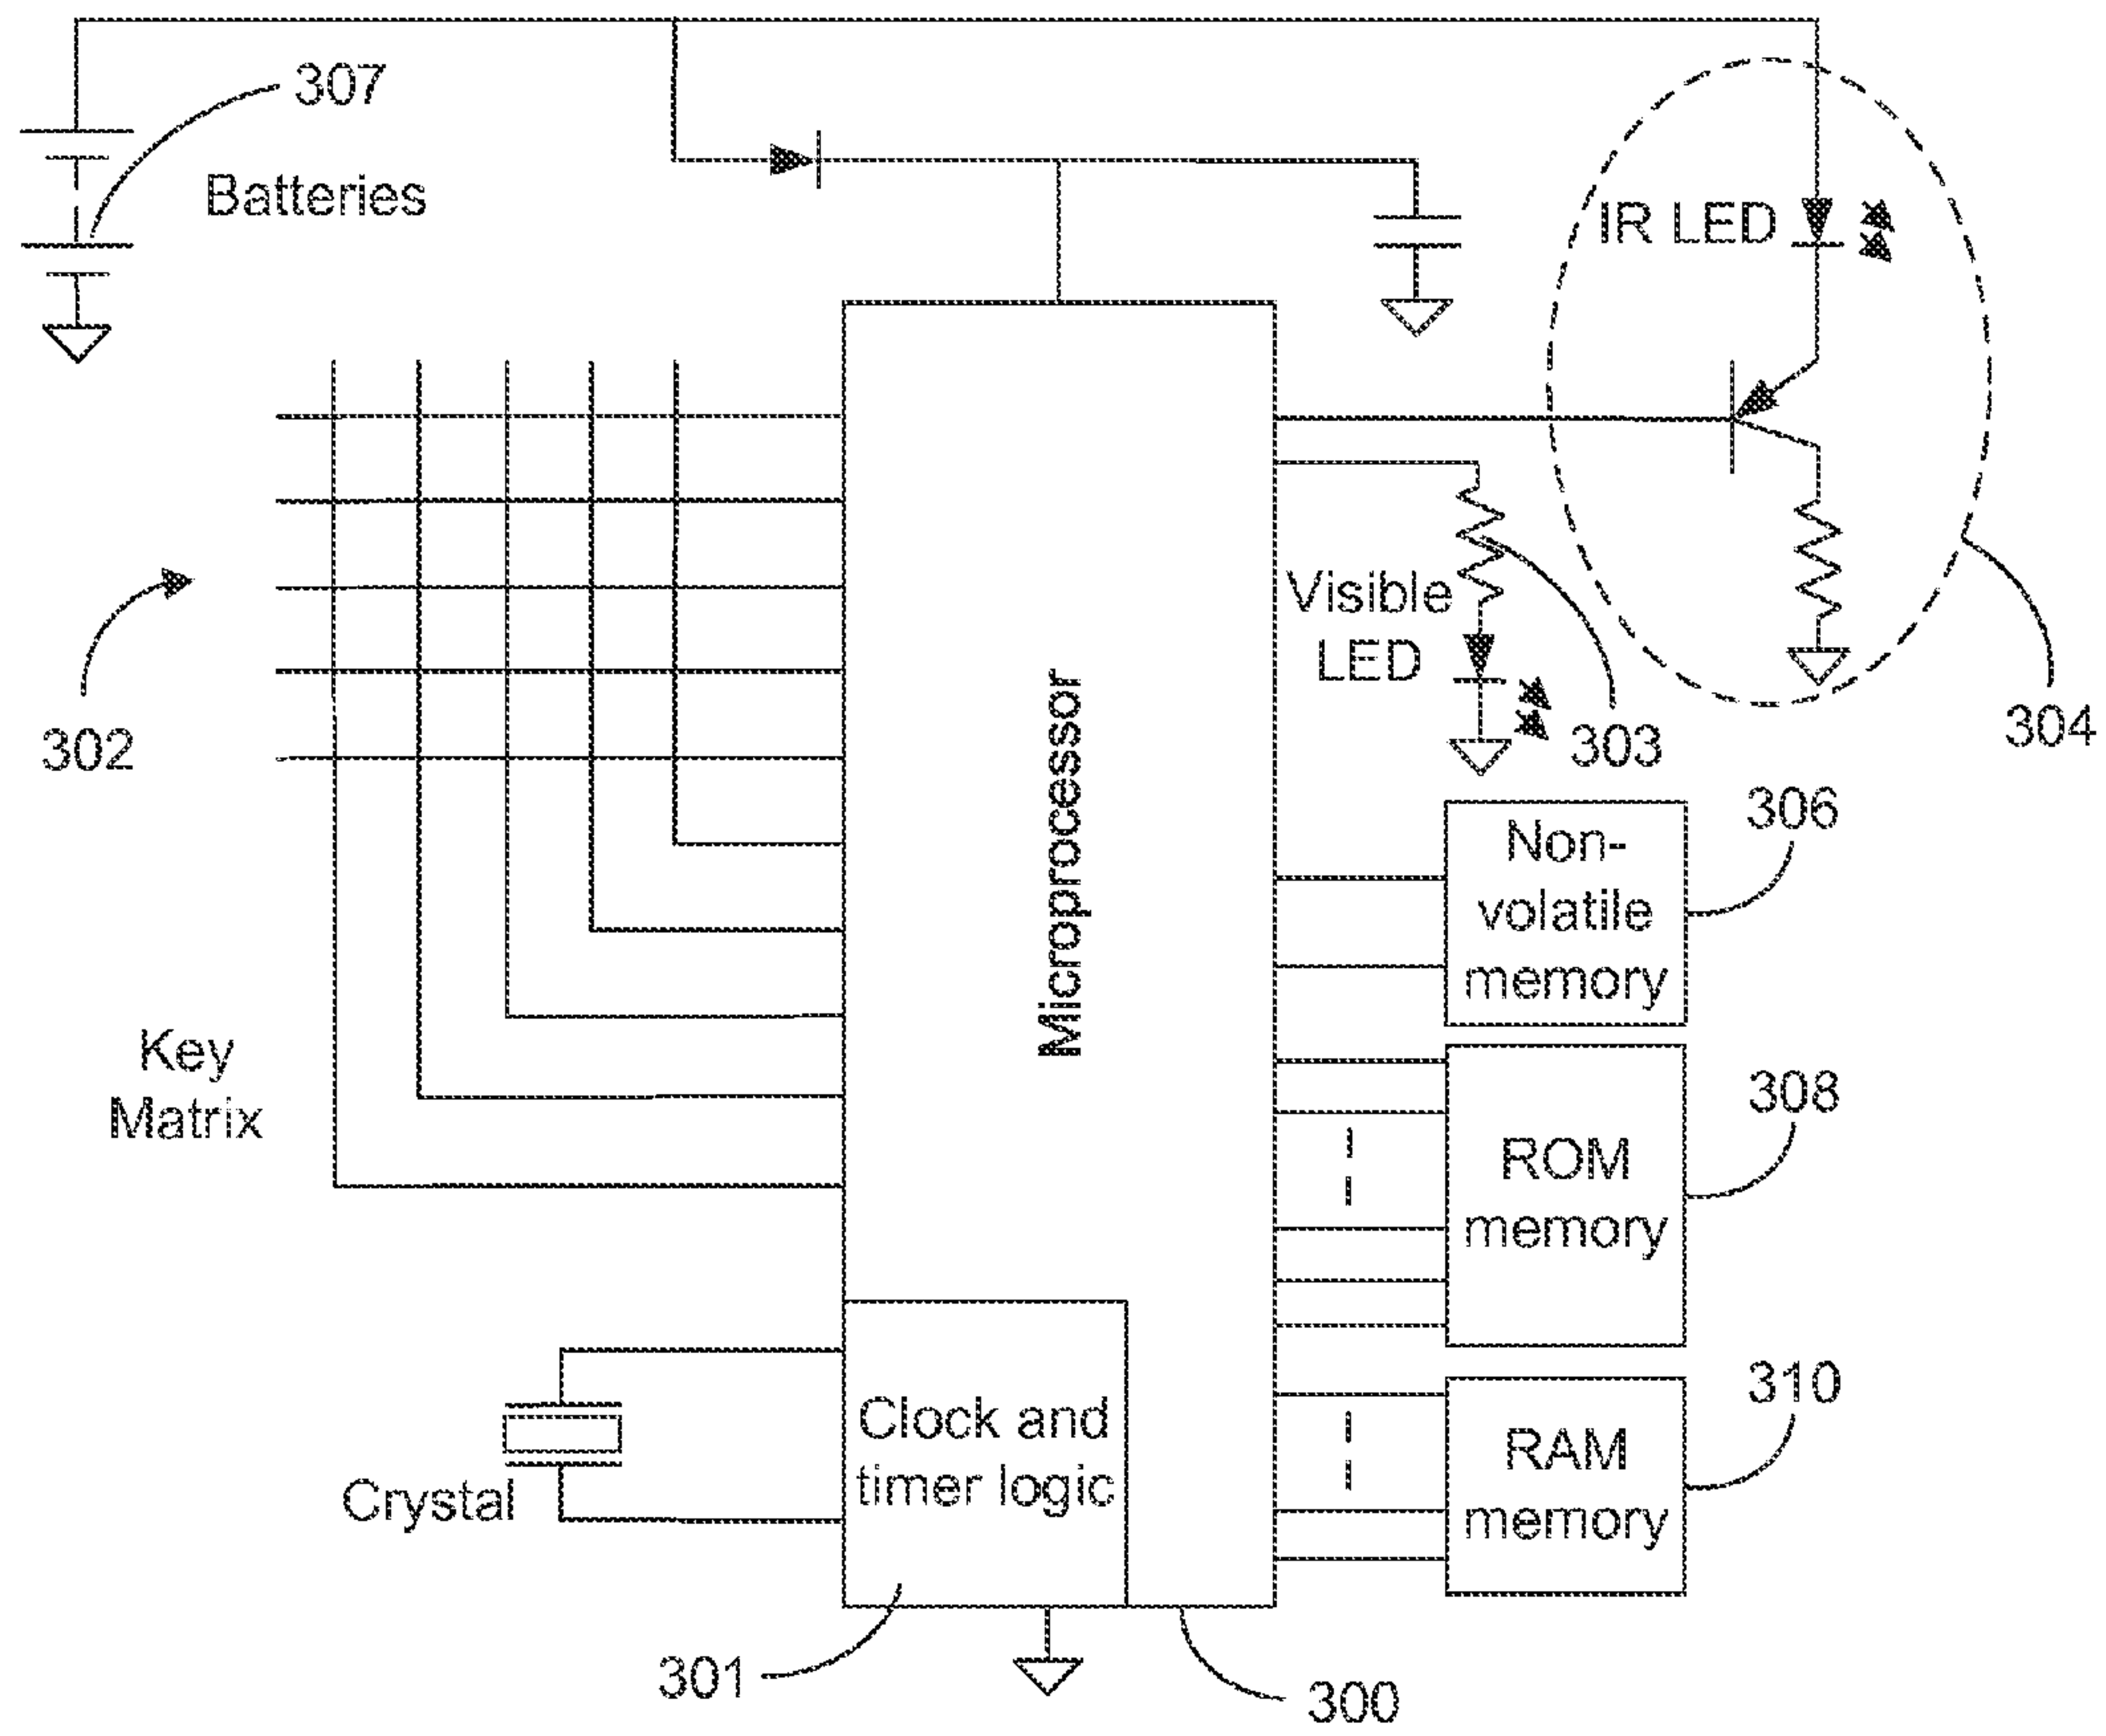 307
Batteries
IR LED
Visible
LED
302
303
304
306
Non-
volatile
memory
Microprocessor
Key
Matrix
308
ROM
memory
310
Crystal
Clock and
timer logic
RAM
memory
301
300